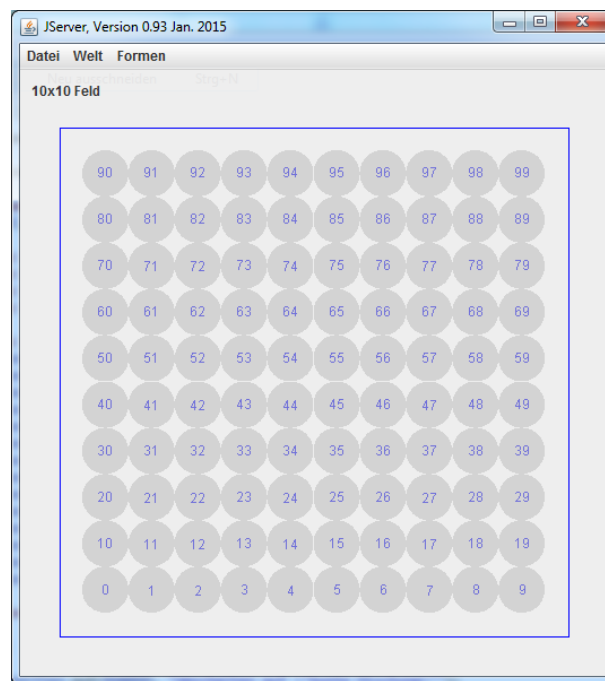 JServer, Version 0.93 Jan. 2015
Datei Welt Formen
Neu ausschneiden Strg+N
10x10 Feld
90 91 92 93 94 95 96 97 98 99
80 81 82 83 84 85 86 87 88 89
70 71 72 73 74 75 76 77 78 79
60 61 62 63 64 65 66 67 68 69
50 51 52 53 54 55 56 57 58 59
40 41 42 43 44 45 46 47 48 49
30 31 32 33 34 35 36 37 38 39
20 21 22 23 24 25 26 27 28 29
10 11 12 13 14 15 16 17 18 19
0 1 2 3 4 5 6 7 8 9